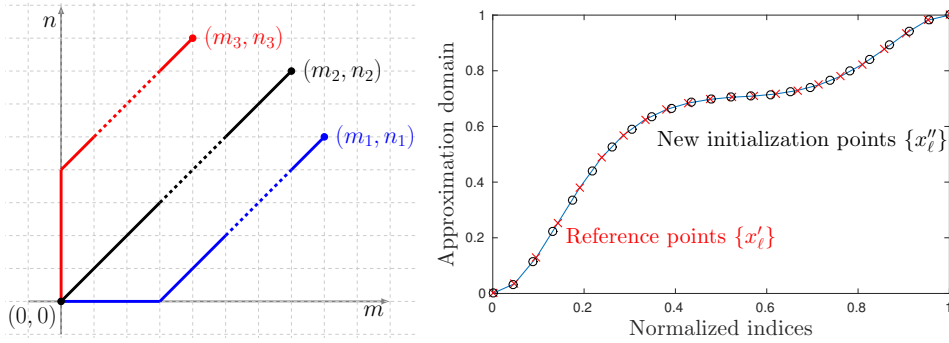 n
(m₃, n₃)
(m₂, n₂)
(m₁, n₁)
(0, 0)
m
Approximation domain
1
0.8
0.6
0.4
0.2
0
New initialization points {x″ℓ}
Reference points {x′ℓ}
0 0.2 0.4 0.6 0.8 1
Normalized indices